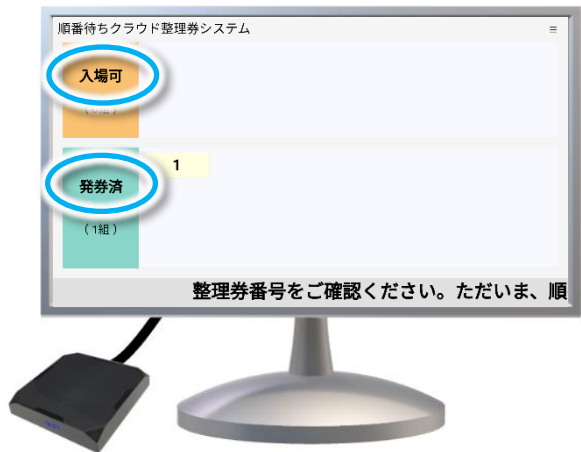 順番待ちクラウド整理券システム
≡
入場可
発券済
1
（1組）
整理券番号をご確認ください。ただいま、順